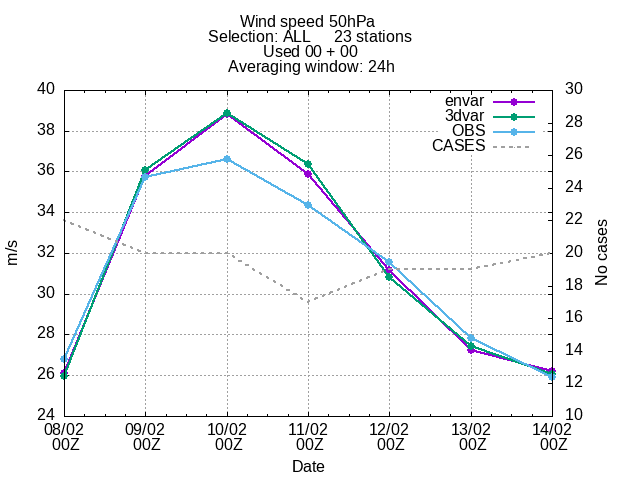 Wind speed 50hPa
Selection: ALL 23 stations
Used 00 + 00
Averaging window: 24h
40 30
38 28
36 26
34 24
32 22
30 20
28 18
26 16
24 14
12
10
envar
3dvar
OBS
CASES
m/s
No cases
08/02 09/02 10/02 11/02 12/02 13/02 14/02
00Z 00Z 00Z 00Z 00Z 00Z 00Z
Date